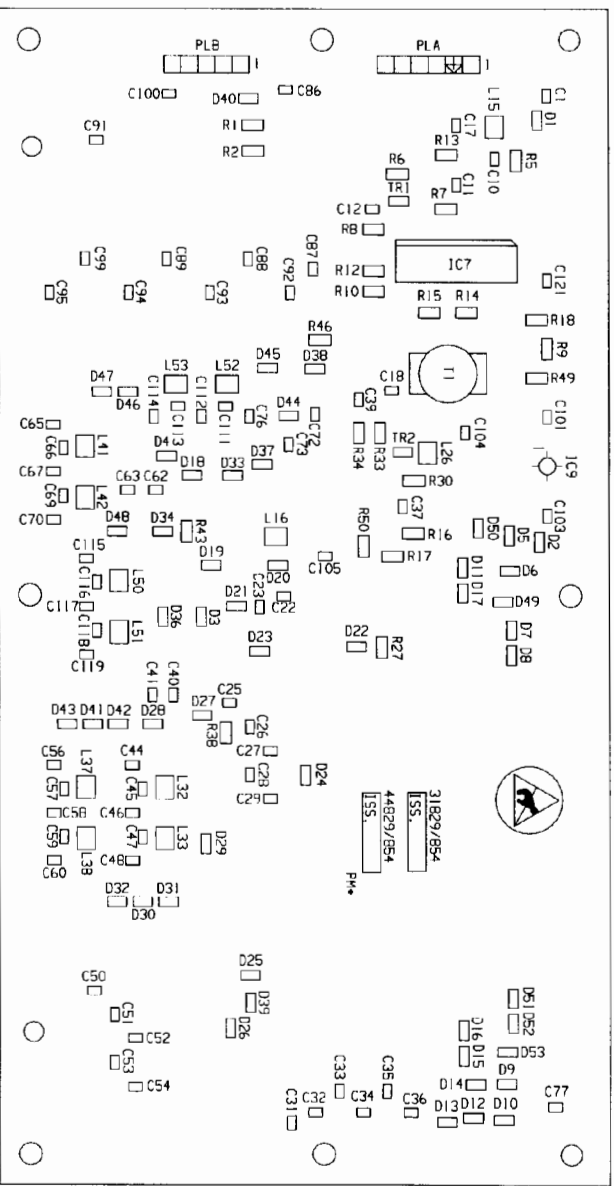 PLB
PLA
1
1
C100
D40
C86
C1
L15
D1
C91
R1
C17
R2
R13
C10
R5
R6
C11
TR1
C12
R7
R8
C99
C89
C88
C87
IC7
C95
C94
C93
C92
R12
R10
C121
R15
R14
R18
R46
R9
L53
L52
D45
D38
T1
D47
D46
C114
C112
C18
R49
C39
C65
C113
C111
C76
D44
C72
C101
C66
L41
D4
C73
R34
R33
TR2
L26
C104
C67
D18
D33
D37
IC9
C69
L42
C63
C62
R30
C70
C37
D48
D34
R43
L16
R50
R16
D50
D5
D2
C103
C115
D19
C105
R17
C116
L50
D20
D11
D6
C117
D21
C23
C22
D17
D49
C118
L51
D36
D3
D7
C119
D23
D22
R27
D8
C41
C40
C25
D43
D41
D42
D28
D27
R38
C26
C56
C44
C27
C57
L37
C45
L32
C28
D24
C58
C46
C29
C59
L38
C47
L33
D29
C60
C48
44829/854
ISS.
31829/854
ISS.
PM*
D32
D30
D31
D25
C50
D39
D51
C51
D26
D16
D52
C52
C53
D15
D53
C54
C33
C35
D14
D9
C31
C32
C34
C36
D13
D12
D10
C77